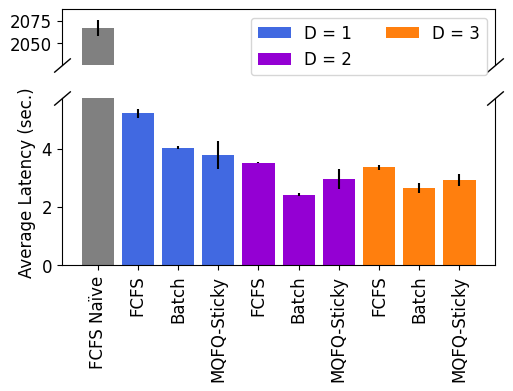 2075
2050
D = 1
D = 3
D = 2
Average Latency (sec.)
4
2
0
FCFS Naïve
FCFS
Batch
MQFQ-Sticky
FCFS
Batch
MQFQ-Sticky
FCFS
Batch
MQFQ-Sticky